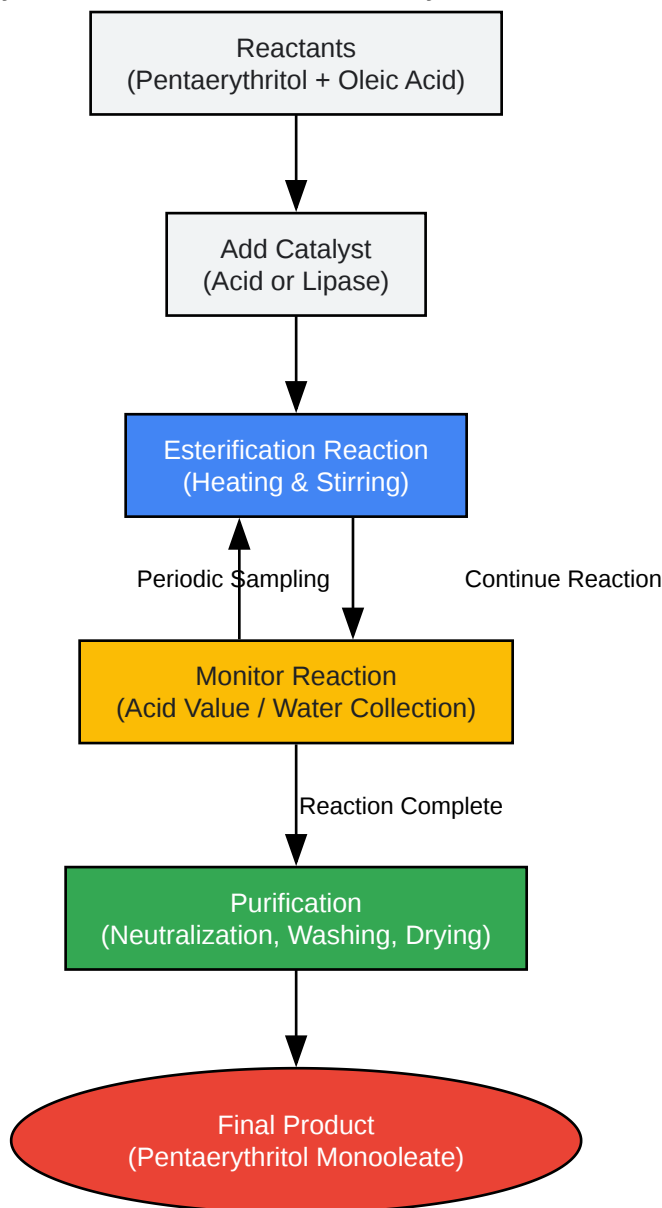 Reactants
(Pentaerythritol + Oleic Acid)
Add Catalyst
(Acid or Lipase)
Esterification Reaction
(Heating & Stirring)
Periodic Sampling
Continue Reaction
Monitor Reaction
(Acid Value / Water Collection)
Reaction Complete
Purification
(Neutralization, Washing, Drying)
Final Product
(Pentaerythritol Monooleate)